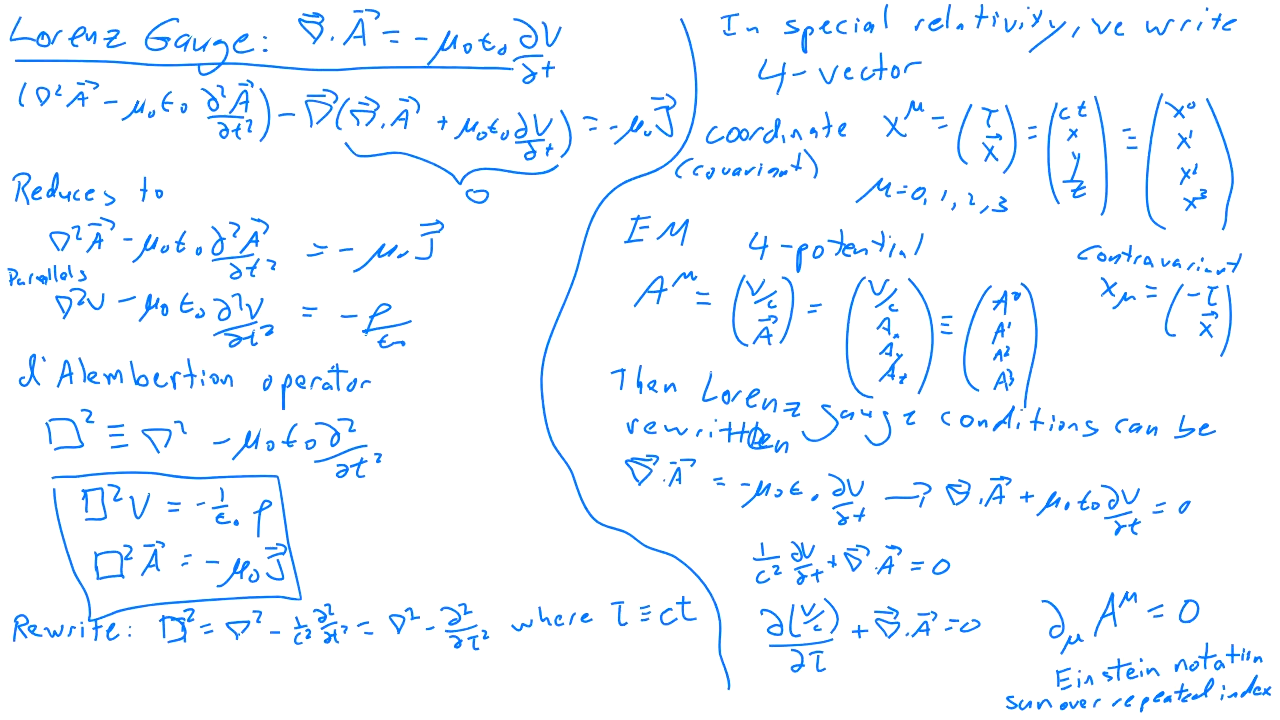 Lorenz Gauge: ∇⃗·A⃗ = -μ₀ε₀ ∂V/∂t
(∇²A⃗ - μ₀ε₀ ∂²A⃗/∂t²) - ∇⃗(∇⃗·A⃗ + μ₀ε₀ ∂V/∂t) = -μ₀J⃗
0
Reduces to
∇²A⃗ - μ₀ε₀ ∂²A⃗/∂t² = -μ₀J⃗
Parallels
∇²V - μ₀ε₀ ∂²V/∂t² = -ρ/ε₀
d'Alembertion operator
□² ≡ ∇² - μ₀ε₀ ∂²/∂t²
□²V = -1/ε₀ ρ
□²A⃗ = -μ₀J⃗
Rewrite: □² = ∇² - 1/c² ∂²/∂t² = ∇² - ∂²/∂τ² where τ ≡ ct
In special relativity, we write
4-vector
coordinate x^μ = (τ x⃗) = (ct x y z) ≡ (x⁰ x¹ x² x³)
(covariant)
μ = 0, 1, 2, 3
EM
4-potential
contravariant
A^μ = (V/c A⃗) = (V/c Aₓ A_y A_z) ≡ (A⁰ A¹ A² A³)
x_μ = (-τ x⃗)
Then Lorenz gauge conditions can be
rewritten
∇⃗·A⃗ = -μ₀ε₀ ∂V/∂t → ∇⃗·A⃗ + μ₀ε₀ ∂V/∂t = 0
1/c² ∂V/∂t + ∇⃗·A⃗ = 0
∂(V/c)/∂τ + ∇⃗·A⃗ = 0
∂_μ A^μ = 0
Einstein notation
sum over repeated index